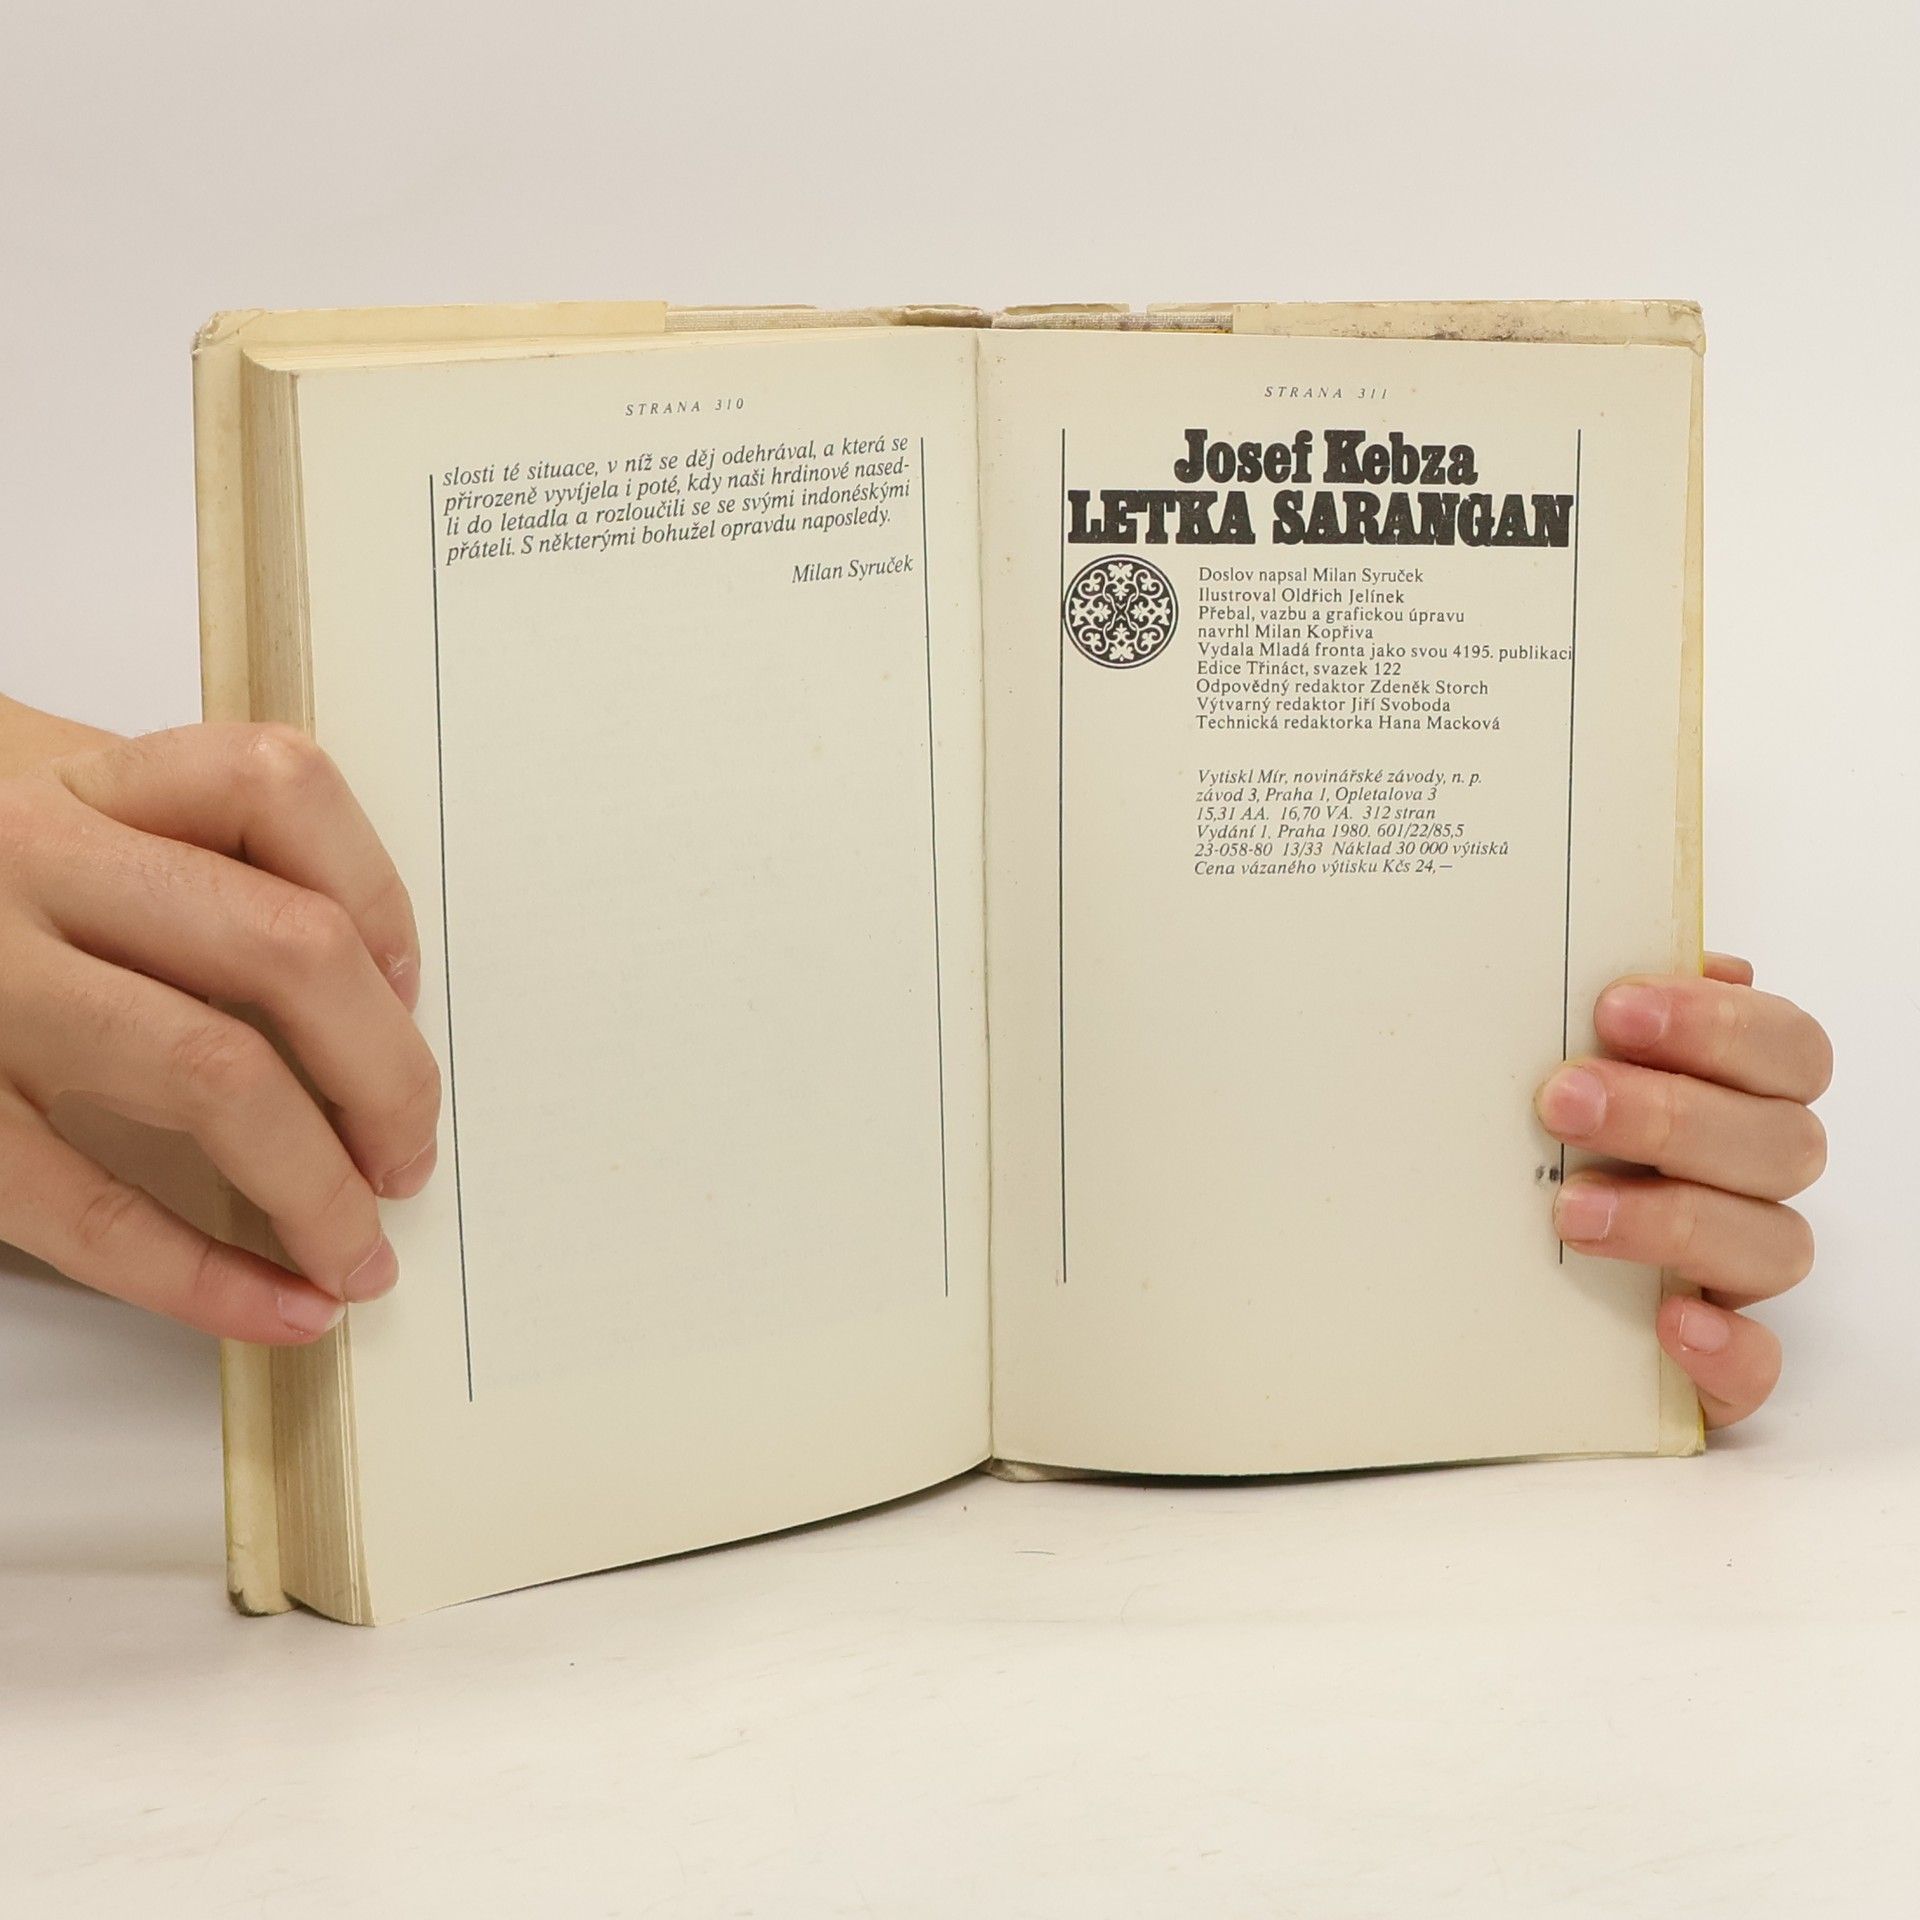 STRANA 310
slosti té situace, v níž se děj odehrával, a která se
přirozeně vyvíjela i poté, kdy naši hrdinové nased-
li do letadla a rozloučili se se svými indonéskými
přáteli. S některými bohužel opravdu naposledy.
Milan Syruček
STRANA 311
Josef Kebza
LETKA SARANGAN
Doslov napsal Milan Syruček
Ilustroval Oldřich Jelínek
Přebal, vazbu a grafickou úpravu
navrhl Milan Kopřiva
Vydala Mladá fronta jako svou 4195. publikaci
Edice Třináct, svazek 122
Odpovědný redaktor Zdeněk Storch
Výtvarný redaktor Jiří Svoboda
Technická redaktorka Hana Macková
Vytiskl Mír, novinářské závody, n. p.
závod 3, Praha 1, Opletalova 3
15,31 AA. 16,70 VA. 312 stran
Vydání 1. Praha 1980. 601/22/85,5
23-058-80 13/33 Náklad 30 000 výtisků
Cena vázaného výtisku Kčs 24,—